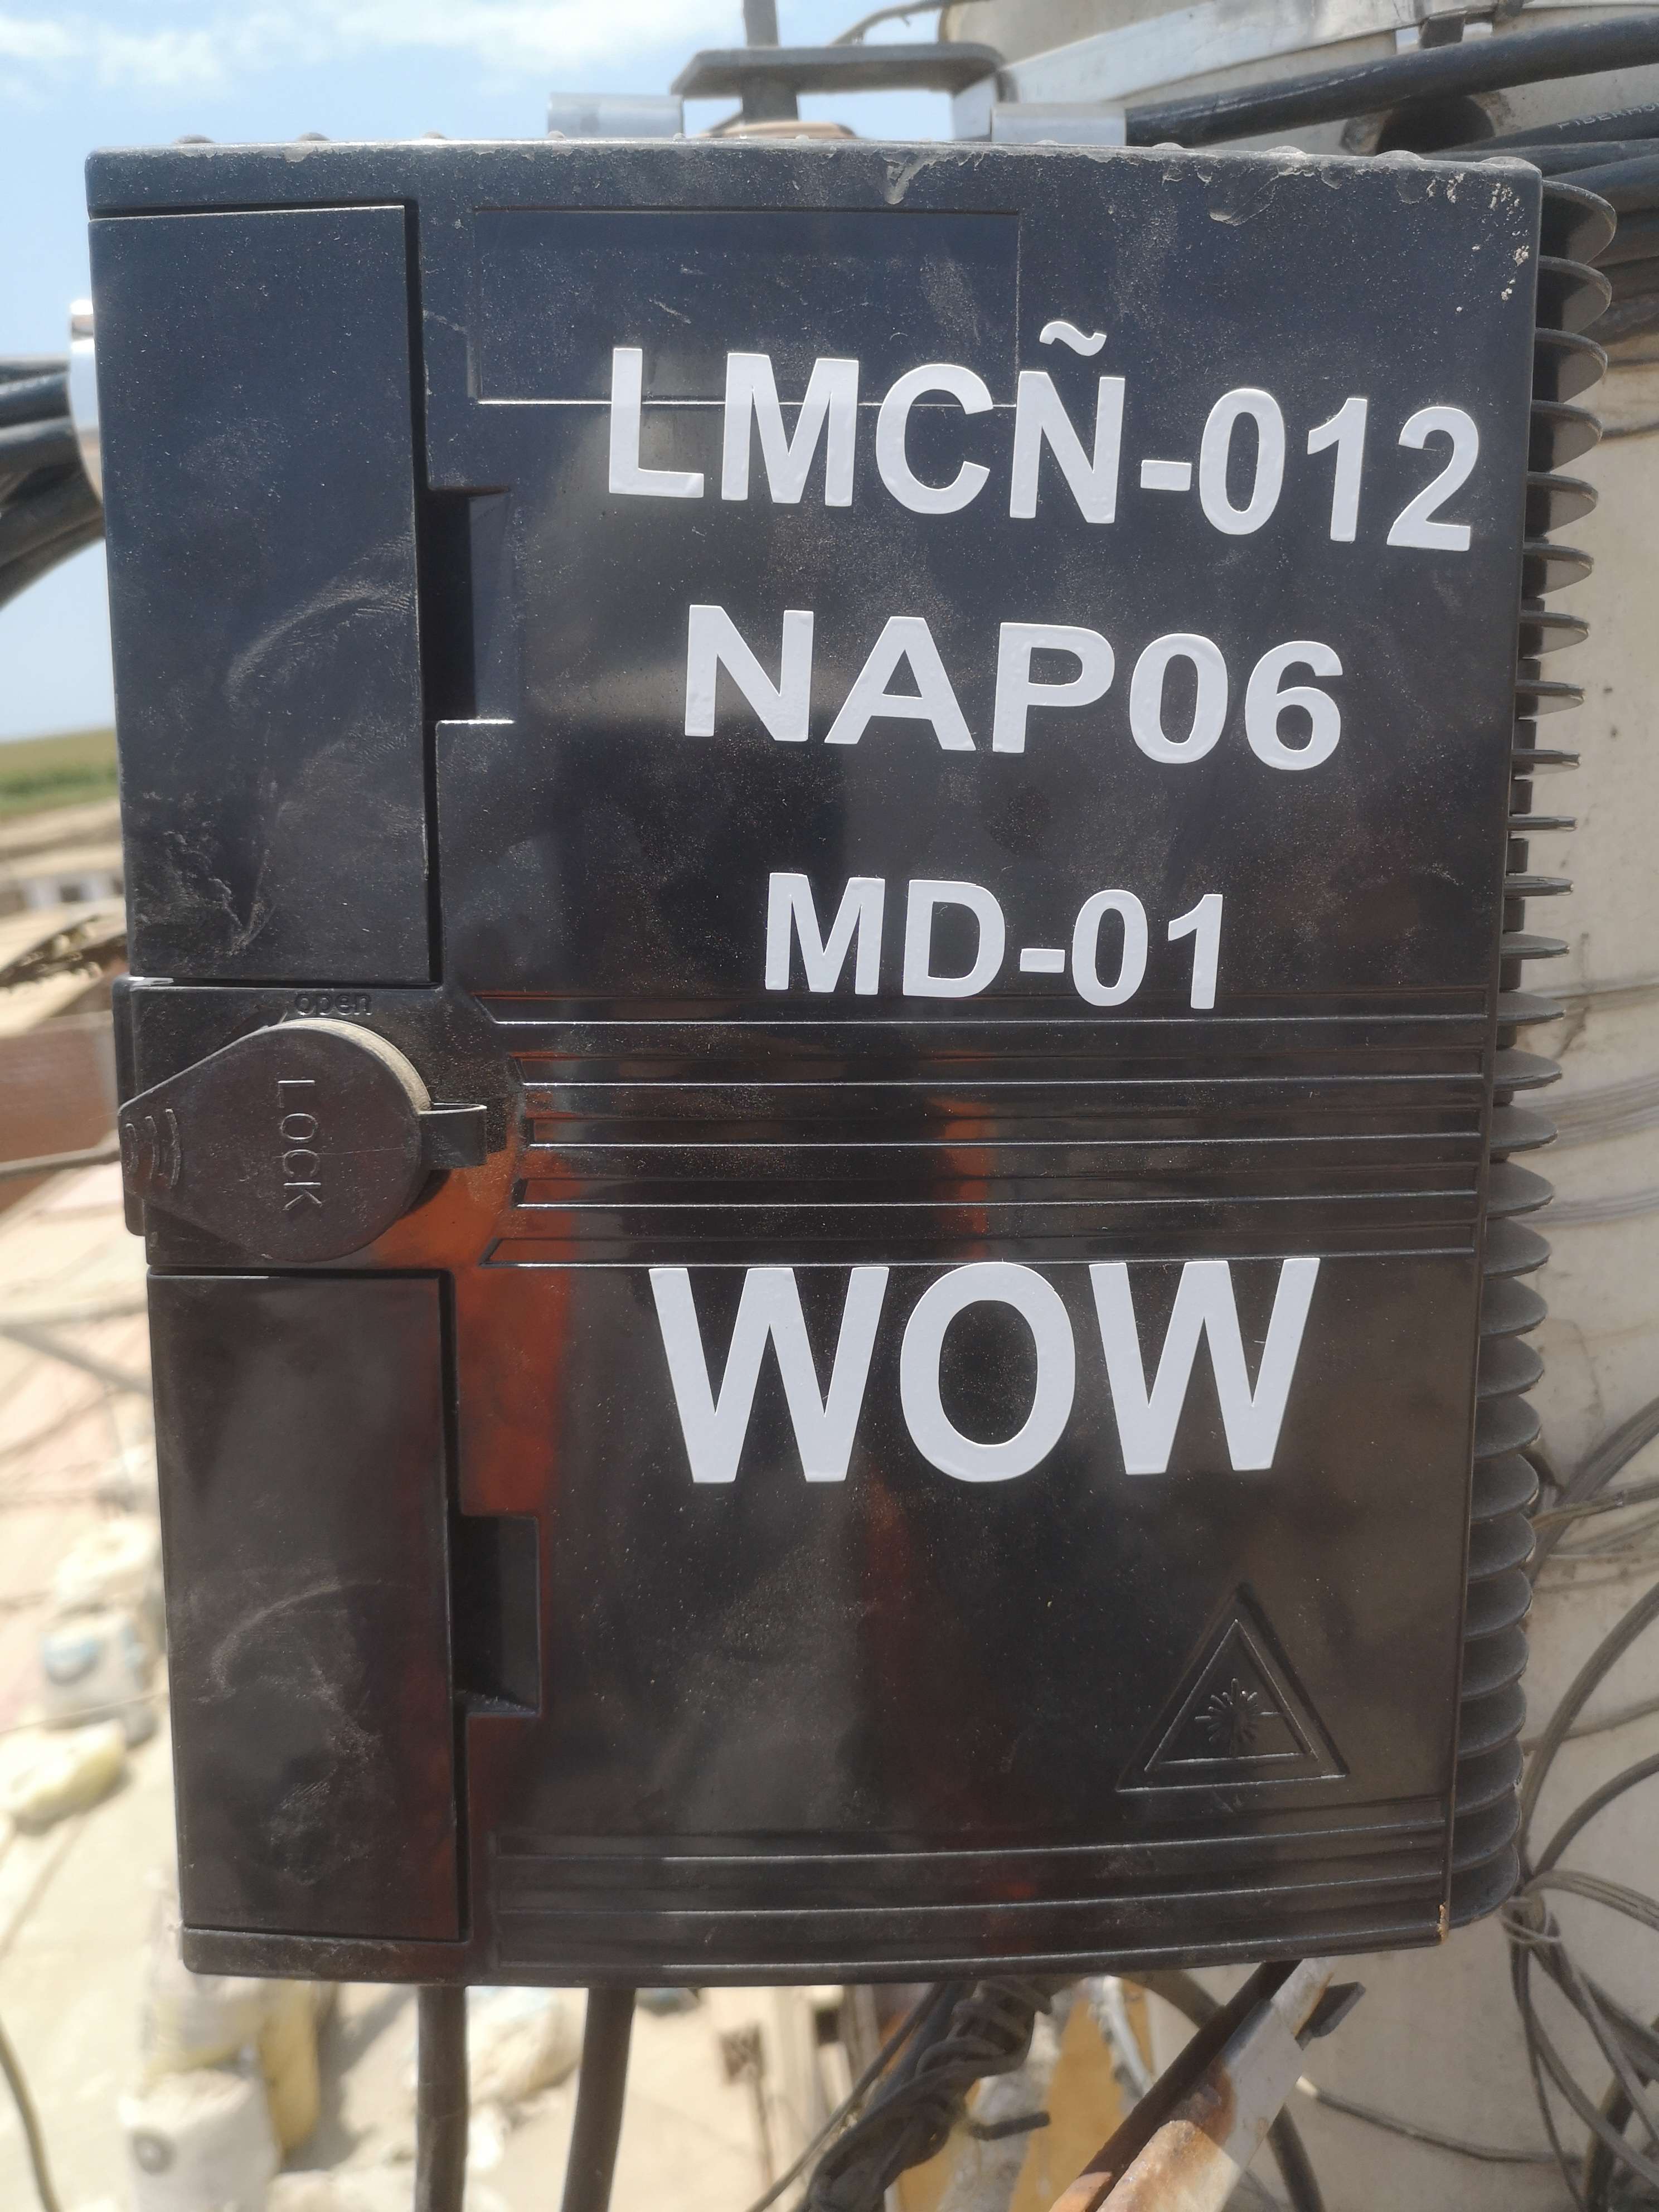 LMCÑ-012
NAP06
MD-01
open
LOCK
WOW